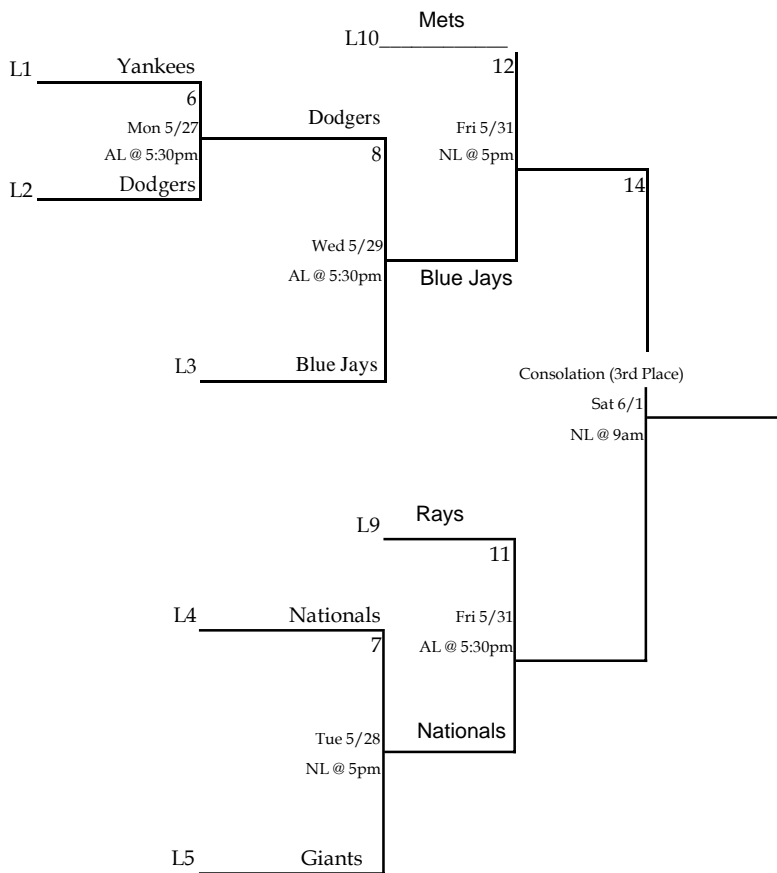 Mets
L10____________
12
L1 Yankees
6
Mon 5/27
AL @ 5:30pm
L2 Dodgers
Dodgers
8
Fri 5/31
NL @ 5pm
14
Wed 5/29
AL @ 5:30pm
Blue Jays
L3 Blue Jays
Consolation (3rd Place)
Sat 6/1
NL @ 9am
L9 Rays
11
L4 Nationals
7
Fri 5/31
AL @ 5:30pm
Tue 5/28
NL @ 5pm
Nationals
L5 Giants